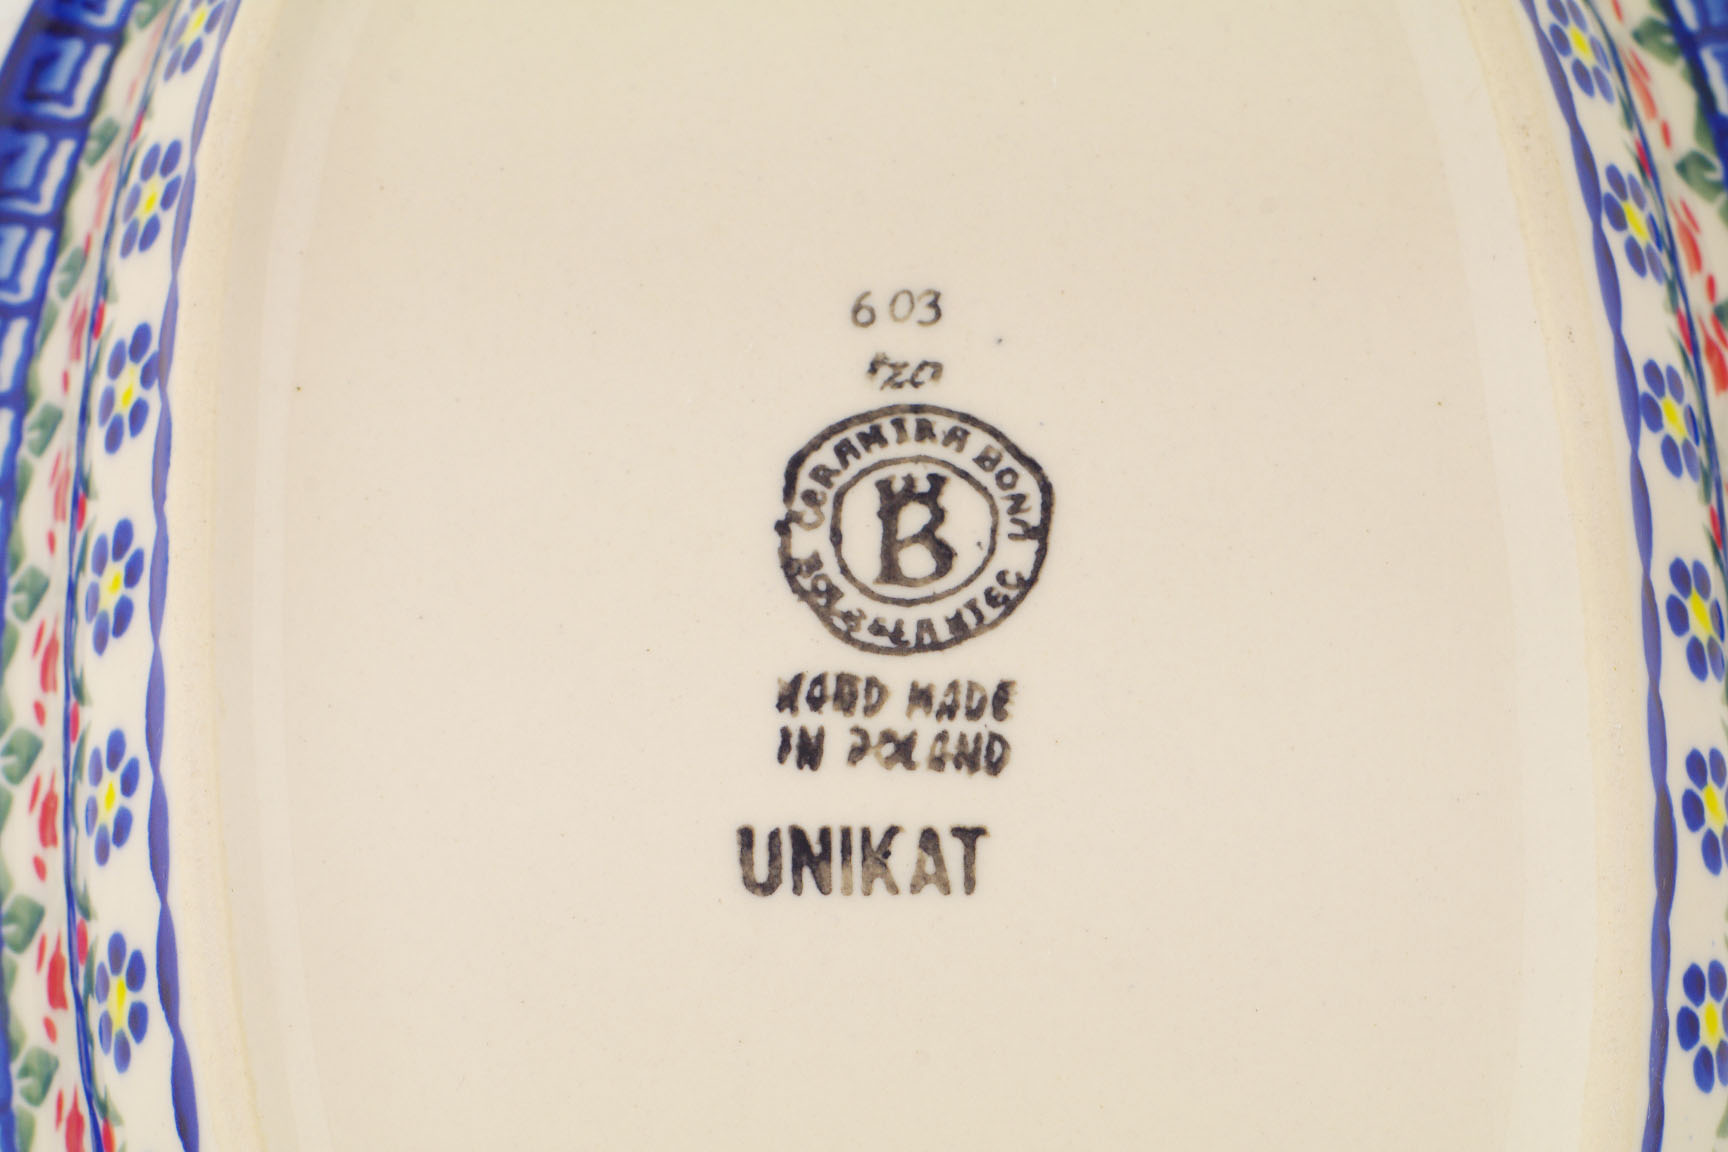 603
CERAMIKA BONA
B
BOLESŁAWIEC
HAND MADE
IN POLAND
UNIKAT